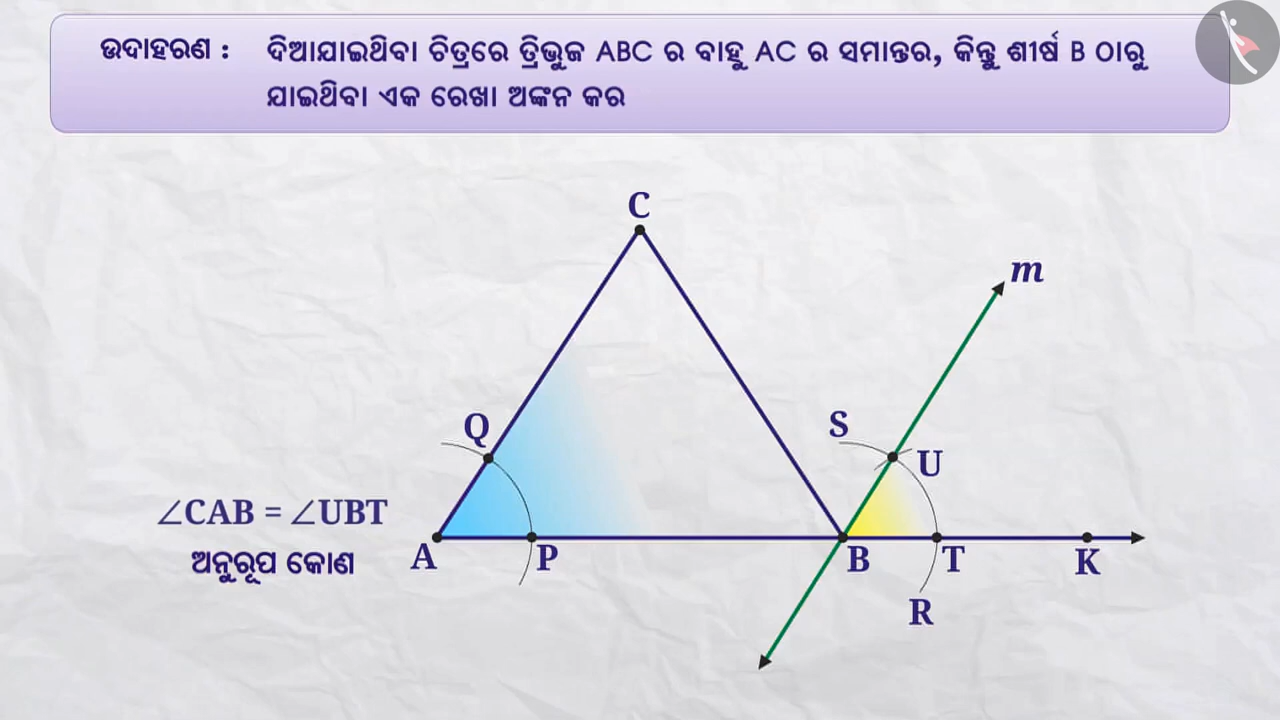 ଉଦାହରଣ : ଦିଆଯାଇଥିବା ଚିତ୍ରରେ ତ୍ରିଭୁଜ ABC ର ବାହୁ AC ର ସମାନ୍ତର, କିନ୍ତୁ ଶୀର୍ଷ B ଠାରୁ
ଯାଇଥିବା ଏକ ରେଖା ଅଙ୍କନ କର
C
m
Q
S
U
∠CAB = ∠UBT
ଅନୁରୂପ କୋଣ
A
P
B
T
K
R